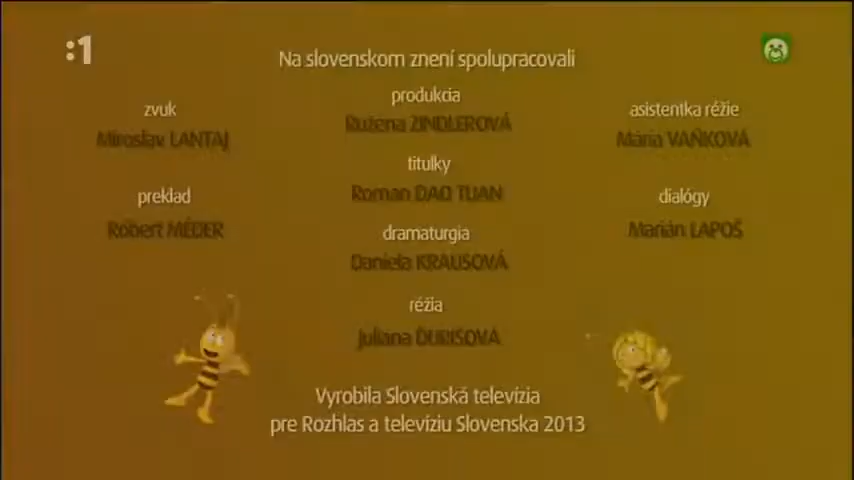 :1
Na slovenskom znení spolupracovali
zvuk
Miroslav LANTAJ
preklad
Róbert MÉDER
produkcia
Ružena ZINDLEROVÁ
titulky
Roman DAO TUAN
dramaturgia
Daniela KRAUSOVÁ
réžia
Juliana ĎURISOVÁ
asistentka réžie
Mária VAŇKOVÁ
dialógy
Marián LAPOŠ
Vyrobila Slovenská televízia
pre Rozhlas a televíziu Slovenska 2013